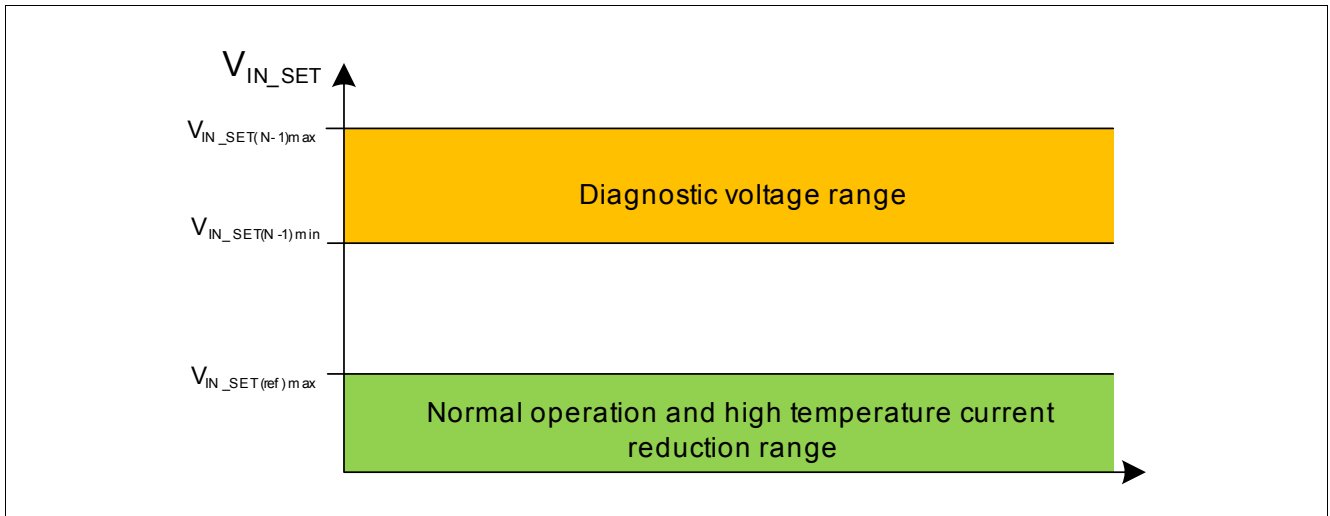 V_IN_SET
V_IN_SET(N-1)max
Diagnostic voltage range
V_IN_SET(N-1)min
V_IN_SET(ref)max
Normal operation and high temperature current
reduction range